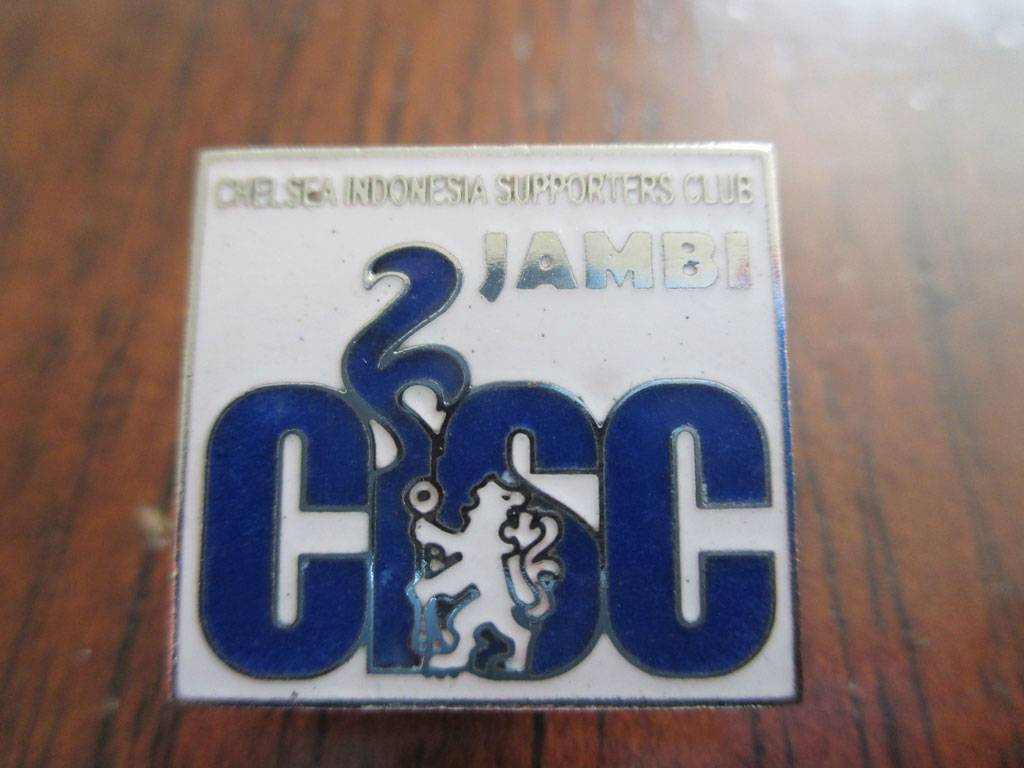 CHELSEA INDONESIA SUPPORTERS CLUB
JAMBI
CISC